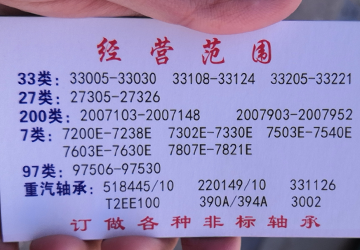 经营范围
33类: 33005-33030 33108-33124 33205-33221
27类: 27305-27326
200类: 2007103-2007148 2007903-2007952
7类: 7200E-7238E 7302E-7330E 7503E-7540E
7603E-7630E 7807E-7821E
97类: 97506-97530
重汽轴承: 518445/10 220149/10 331126
T2EE100 390A/394A 3002
订做各种非标轴承